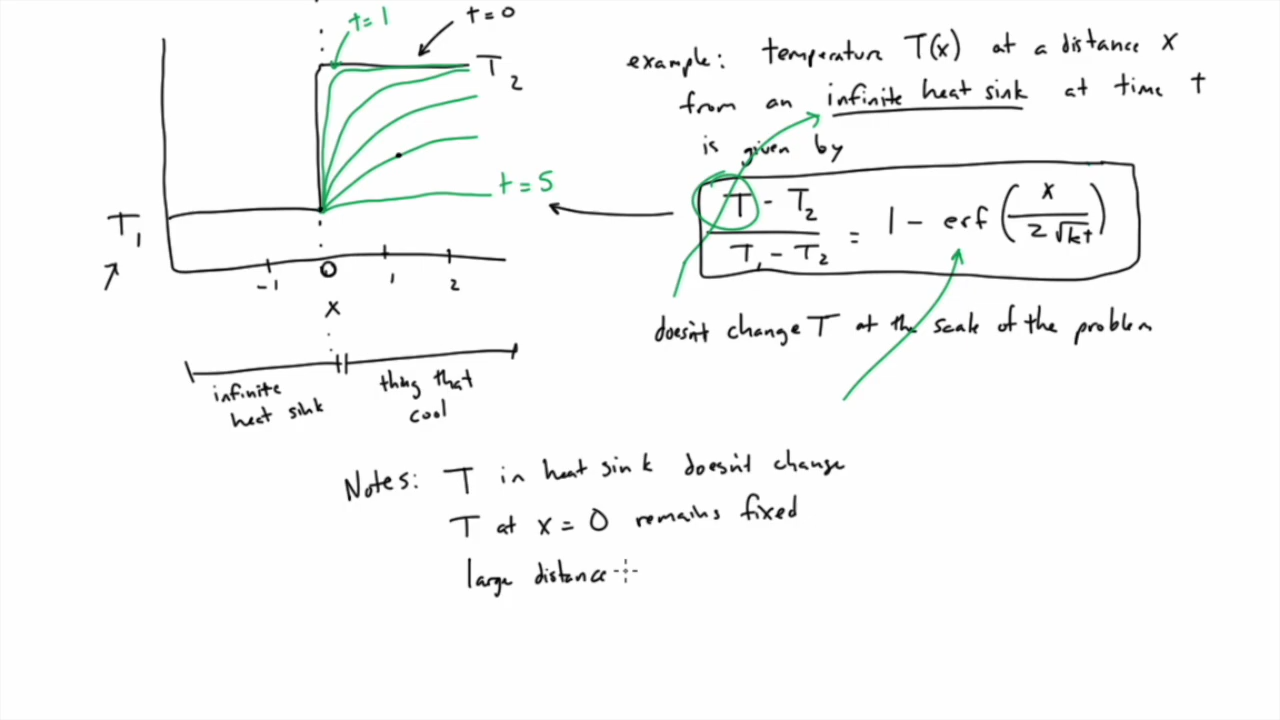 t=1
t=0
T2
T1
-1 0 1 2
x
infinite
heat sink
thing that
cool
t=5
example: temperature T(x) at a distance x
from an infinite heat sink at time t
is given by
(T - T2)/(T1 - T2) = 1 - erf (x/(2√kt))
doesn't change T at the scale of the problem
Notes: T in heat sink doesn't change
T at x = 0 remains fixed
large distance